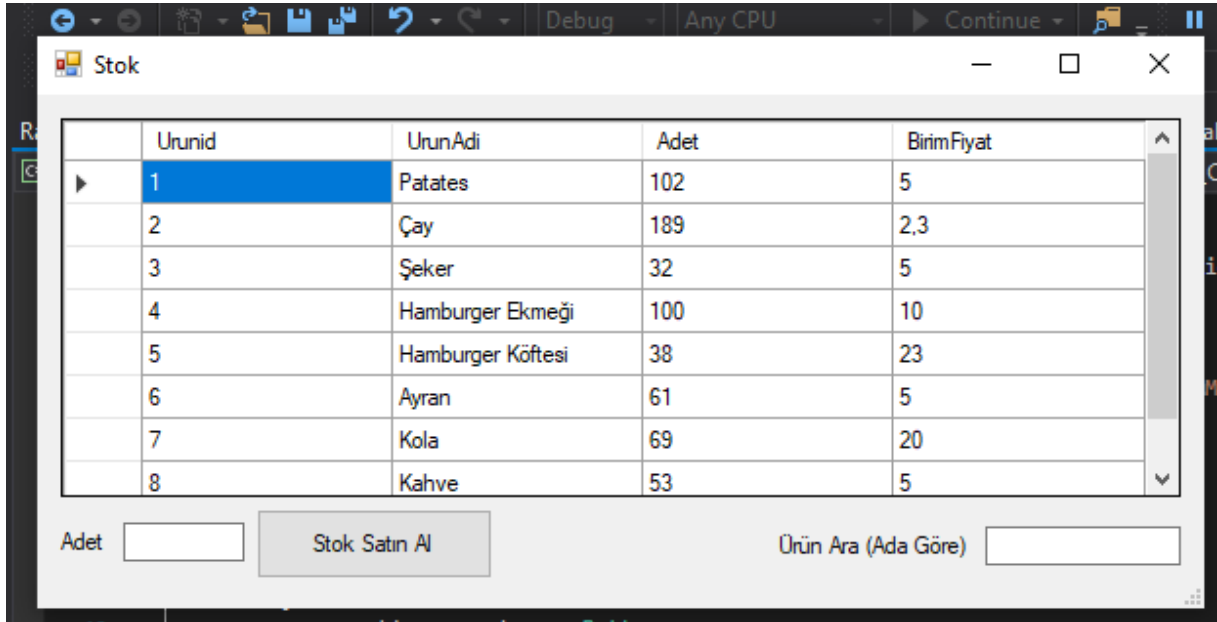 Debug Any CPU Continue
Stok
Urunid UrunAdi Adet BirimFiyat
1 Patates 102 5
2 Çay 189 2,3
3 Şeker 32 5
4 Hamburger Ekmeği 100 10
5 Hamburger Köftesi 38 23
6 Ayran 61 5
7 Kola 69 20
8 Kahve 53 5
Adet Stok Satın Al Ürün Ara (Ada Göre)